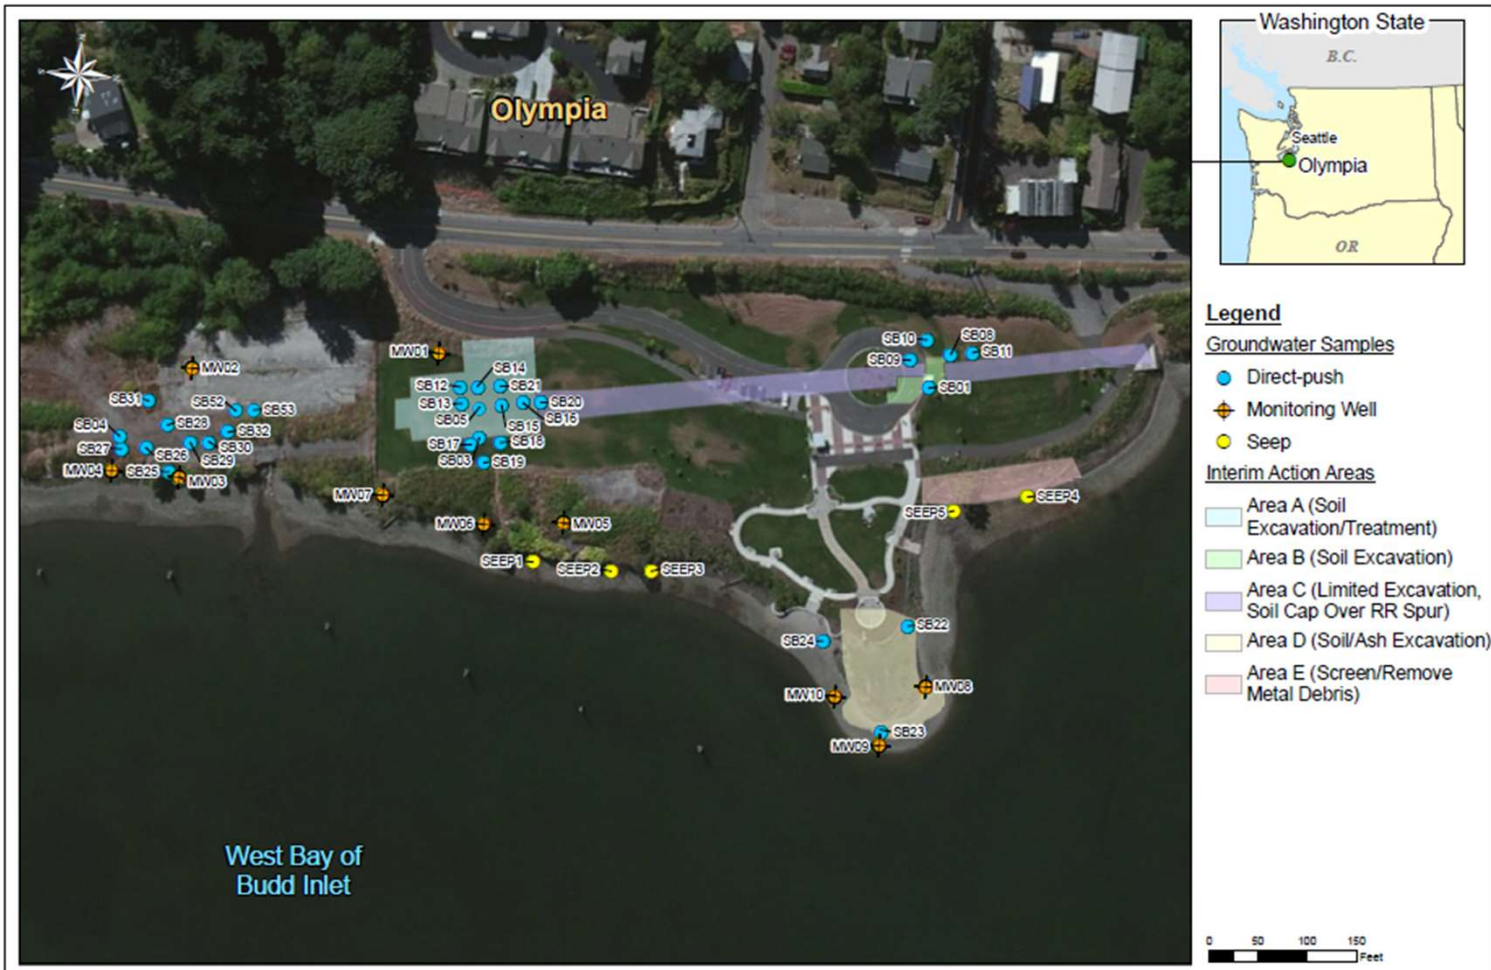 Washington State
B.C.
Seattle
Olympia
OR
Olympia
Legend
Groundwater Samples
Direct-push
Monitoring Well
Seep
Interim Action Areas
Area A (Soil
Excavation/Treatment)
Area B (Soil Excavation)
Area C (Limited Excavation,
Soil Cap Over RR Spur)
Area D (Soil/Ash Excavation)
Area E (Screen/Remove
Metal Debris)
SB10
SB08
SB09
SB11
SB01
MW01
MW02
SB14
SB12
SB21
SB13
SB20
SB05
SB16
SB15
SB17
SB18
SB03
SB19
SB31
SB52
SB53
SB04
SB28
SB32
SB27
SB26
SB30
SB29
MW04
SB25
MW03
MW07
MW06
MW05
SEEP4
SEEP5
SEEP1
SEEP2
SEEP3
SB22
SB24
MW08
MW10
SB23
MW09
West Bay of
Budd Inlet
0 50 100 150
Feet